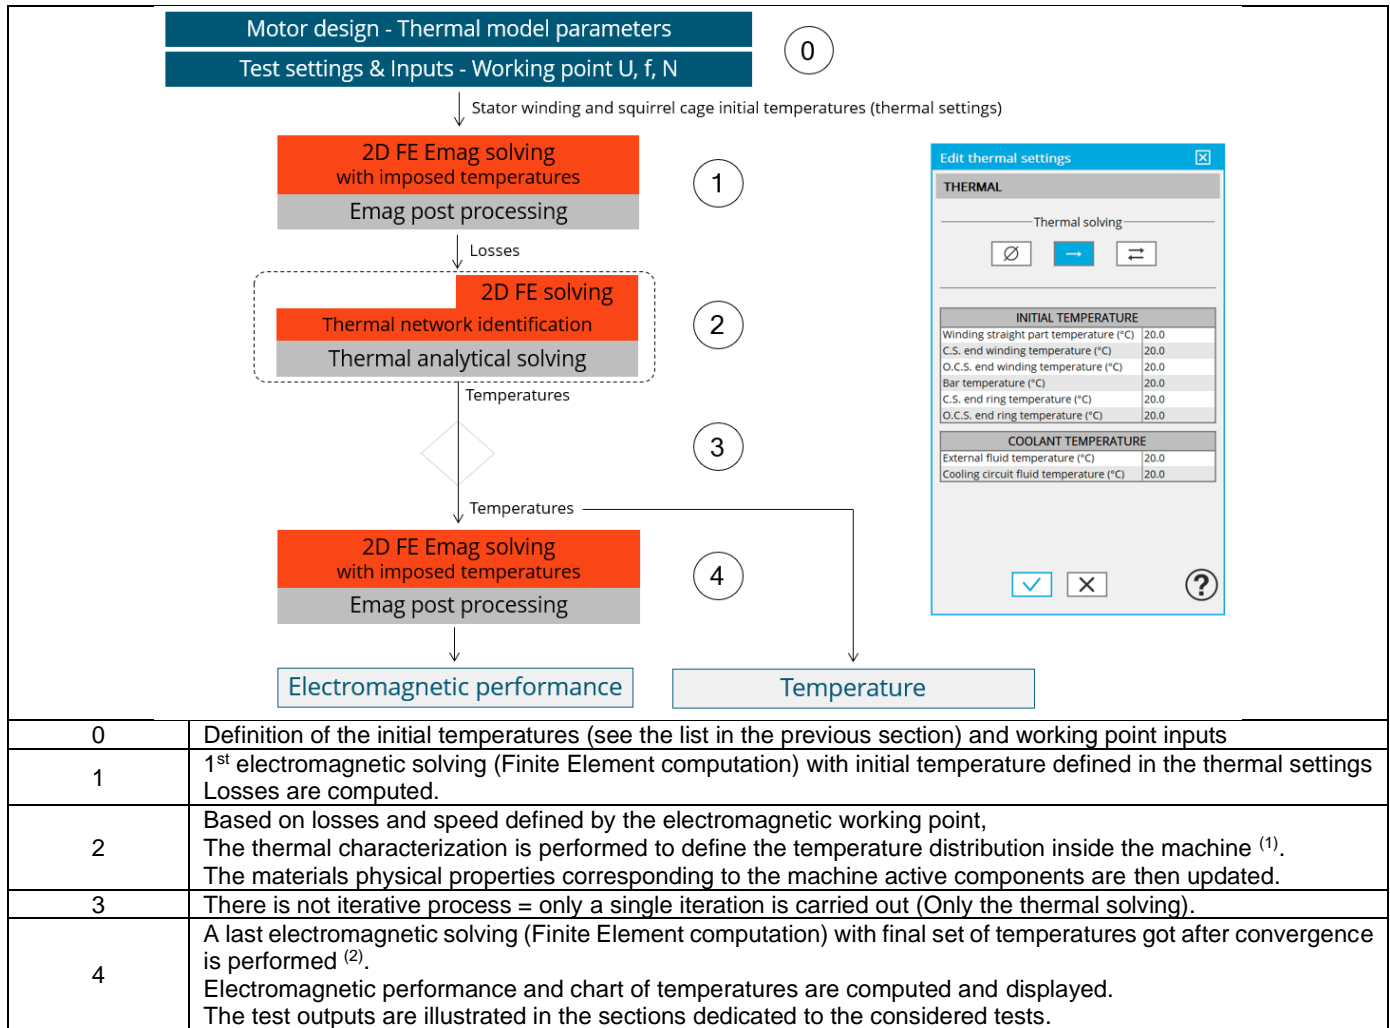 Motor design - Thermal model parameters
0
Test settings & Inputs - Working point U, f, N
Stator winding and squirrel cage initial temperatures (thermal settings)
2D FE Emag solving
with imposed temperatures
1
Emag post processing
Losses
2D FE solving
Thermal network identification
2
Thermal analytical solving
Temperatures
3
Temperatures
2D FE Emag solving
with imposed temperatures
4
Emag post processing
Electromagnetic performance
Temperature
Edit thermal settings
THERMAL
Thermal solving
INITIAL TEMPERATURE
Winding straight part temperature (°C) 20.0
C.S. end winding temperature (°C) 20.0
O.C.S. end winding temperature (°C) 20.0
Bar temperature (°C) 20.0
C.S. end ring temperature (°C) 20.0
O.C.S. end ring temperature (°C) 20.0
COOLANT TEMPERATURE
External fluid temperature (°C) 20.0
Cooling circuit fluid temperature (°C) 20.0
?
0 Definition of the initial temperatures (see the list in the previous section) and working point inputs
1 1st electromagnetic solving (Finite Element computation) with initial temperature defined in the thermal settings
Losses are computed.
2 Based on losses and speed defined by the electromagnetic working point,
The thermal characterization is performed to define the temperature distribution inside the machine (1).
The materials physical properties corresponding to the machine active components are then updated.
3 There is not iterative process = only a single iteration is carried out (Only the thermal solving).
4 A last electromagnetic solving (Finite Element computation) with final set of temperatures got after convergence
is performed (2).
Electromagnetic performance and chart of temperatures are computed and displayed.
The test outputs are illustrated in the sections dedicated to the considered tests.